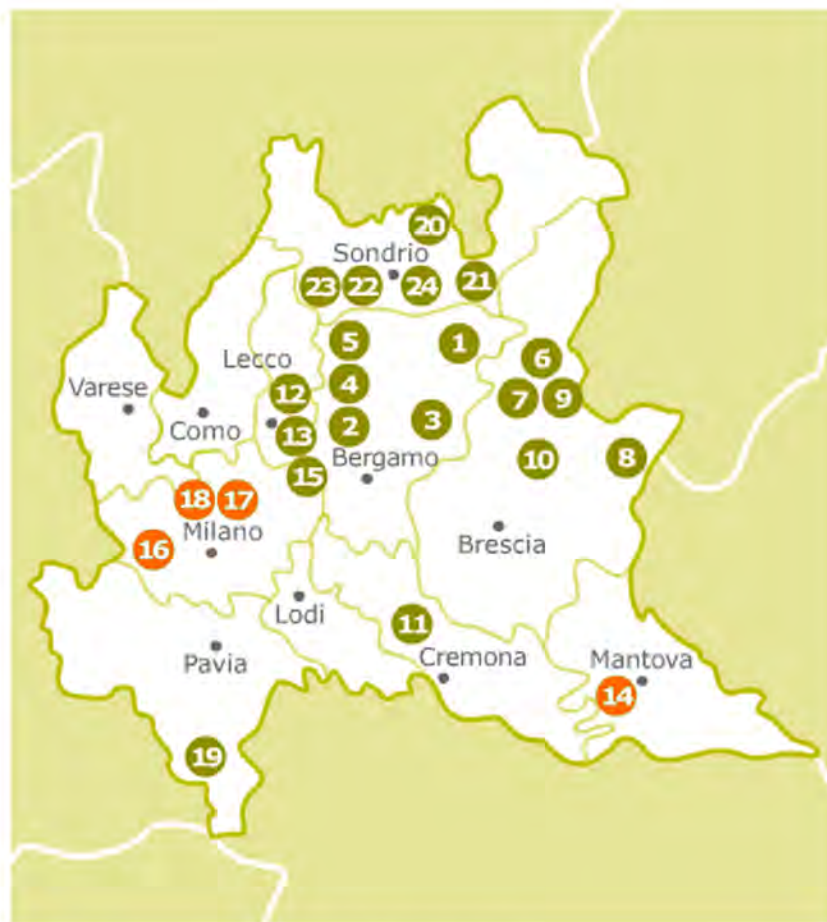 20
Sondrio
23 22 24 21
5 1
6
Lecco
4
Varese
12
7 9
Como
2 3
13
Bergamo
10 8
15
18 17
Milano
16
Brescia
Lodi
11
Pavia
Cremona
Mantova
14
19